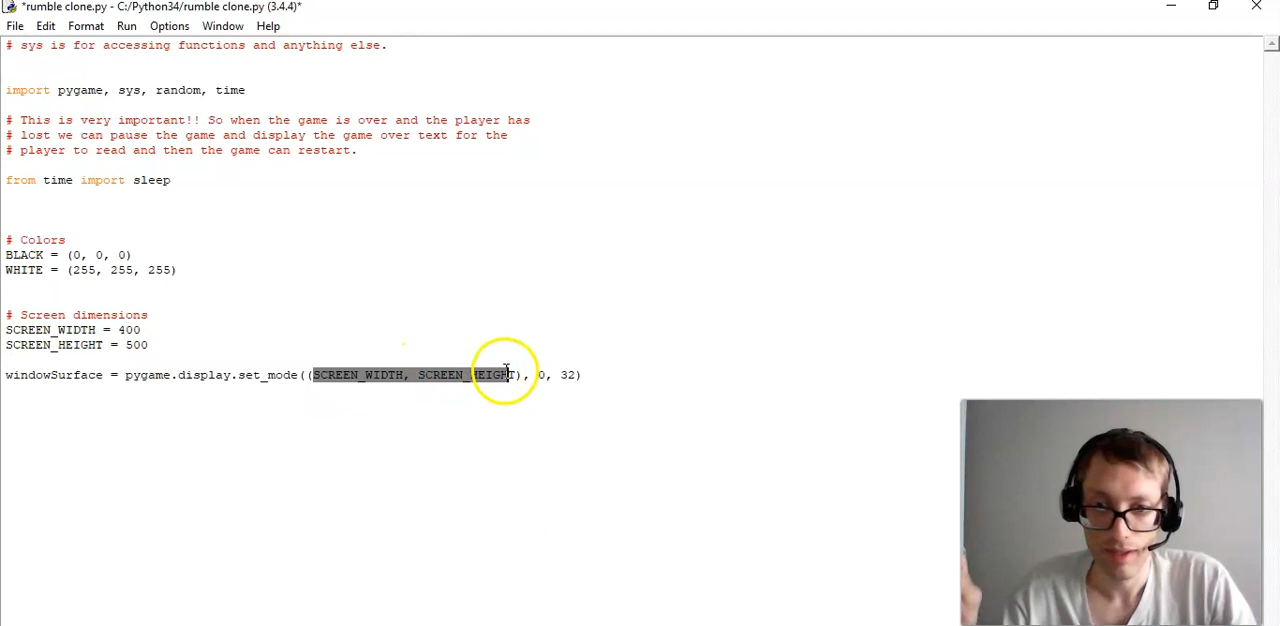 *rumble clone.py - C:/Python34/rumble clone.py (3.4.4)*
File Edit Format Run Options Window Help
# sys is for accessing functions and anything else.
import pygame, sys, random, time
# This is very important!! So when the game is over and the player has
# lost we can pause the game and display the game over text for the
# player to read and then the game can restart.
from time import sleep
# Colors
BLACK = (0, 0, 0)
WHITE = (255, 255, 255)
# Screen dimensions
SCREEN_WIDTH = 400
SCREEN_HEIGHT = 500
windowSurface = pygame.display.set_mode((SCREEN_WIDTH, SCREEN_HEIGHT), 0, 32)